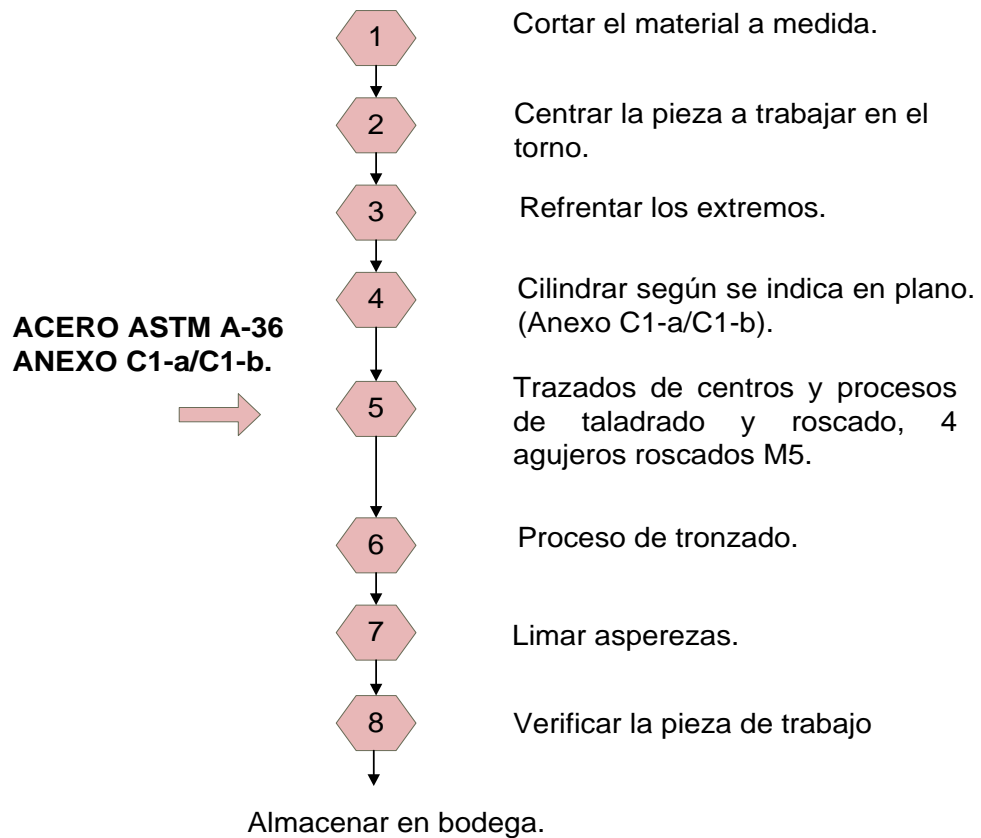 1
Cortar el material a medida.
2
Centrar la pieza a trabajar en el
torno.
3
Refrentar los extremos.
4
Cilindrar según se indica en plano.
(Anexo C1-a/C1-b).
ACERO ASTM A-36
ANEXO C1-a/C1-b.
5
Trazados de centros y procesos
de taladrado y roscado, 4
agujeros roscados M5.
6
Proceso de tronzado.
7
Limar asperezas.
8
Verificar la pieza de trabajo
Almacenar en bodega.